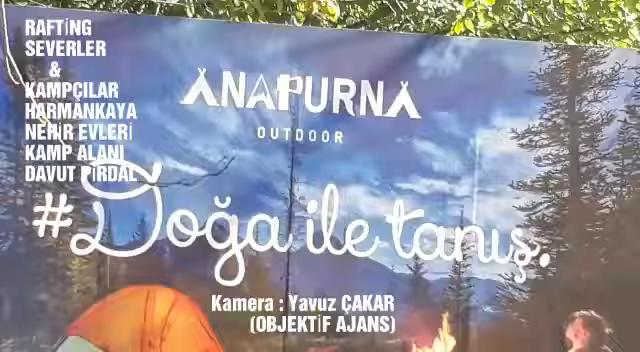 RAFTİNG
SEVERLER
&
KAMPÇILAR
HARMANKAYA
NEHİR EVLERİ
KAMP ALANI
DAVUT PİRDAL
ANAPURNA
OUTDOOR
#Doğa ile tanış.
Kamera : Yavuz ÇAKAR
(OBJEKTİF AJANS)